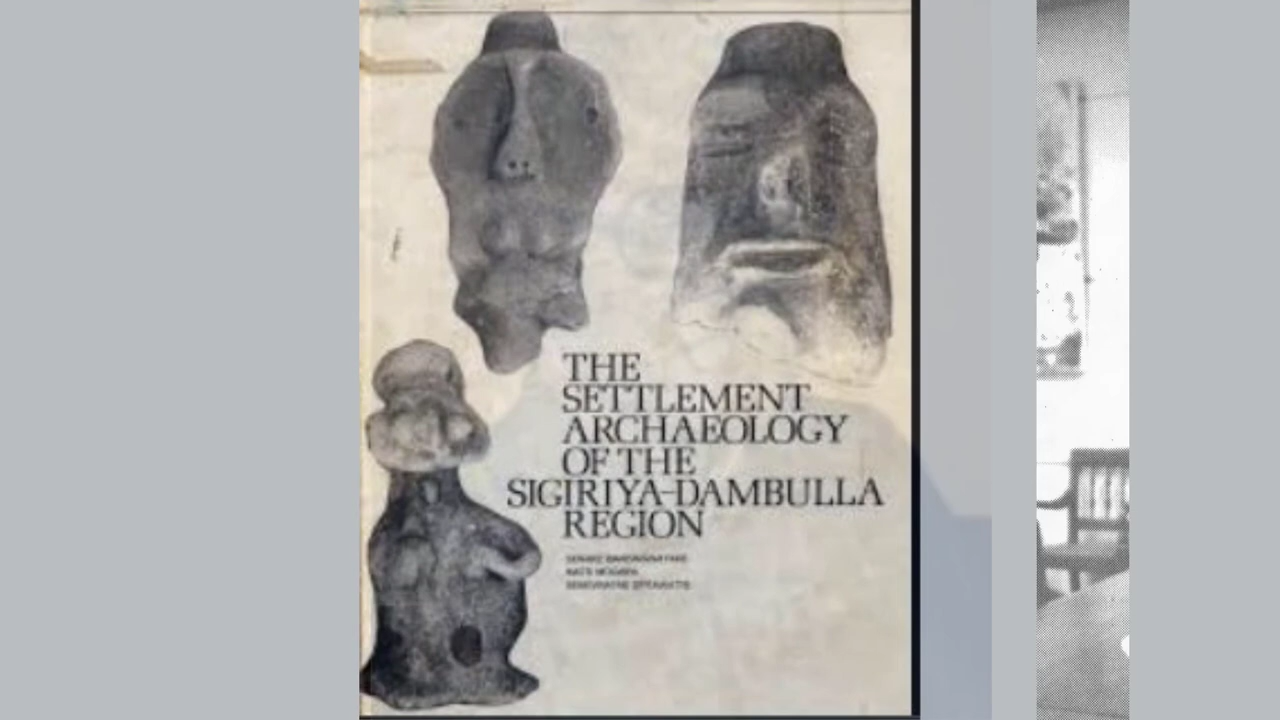 THE
SETTLEMENT
ARCHAEOLOGY
OF THE
SIGIRIYA-DAMBULLA
REGION